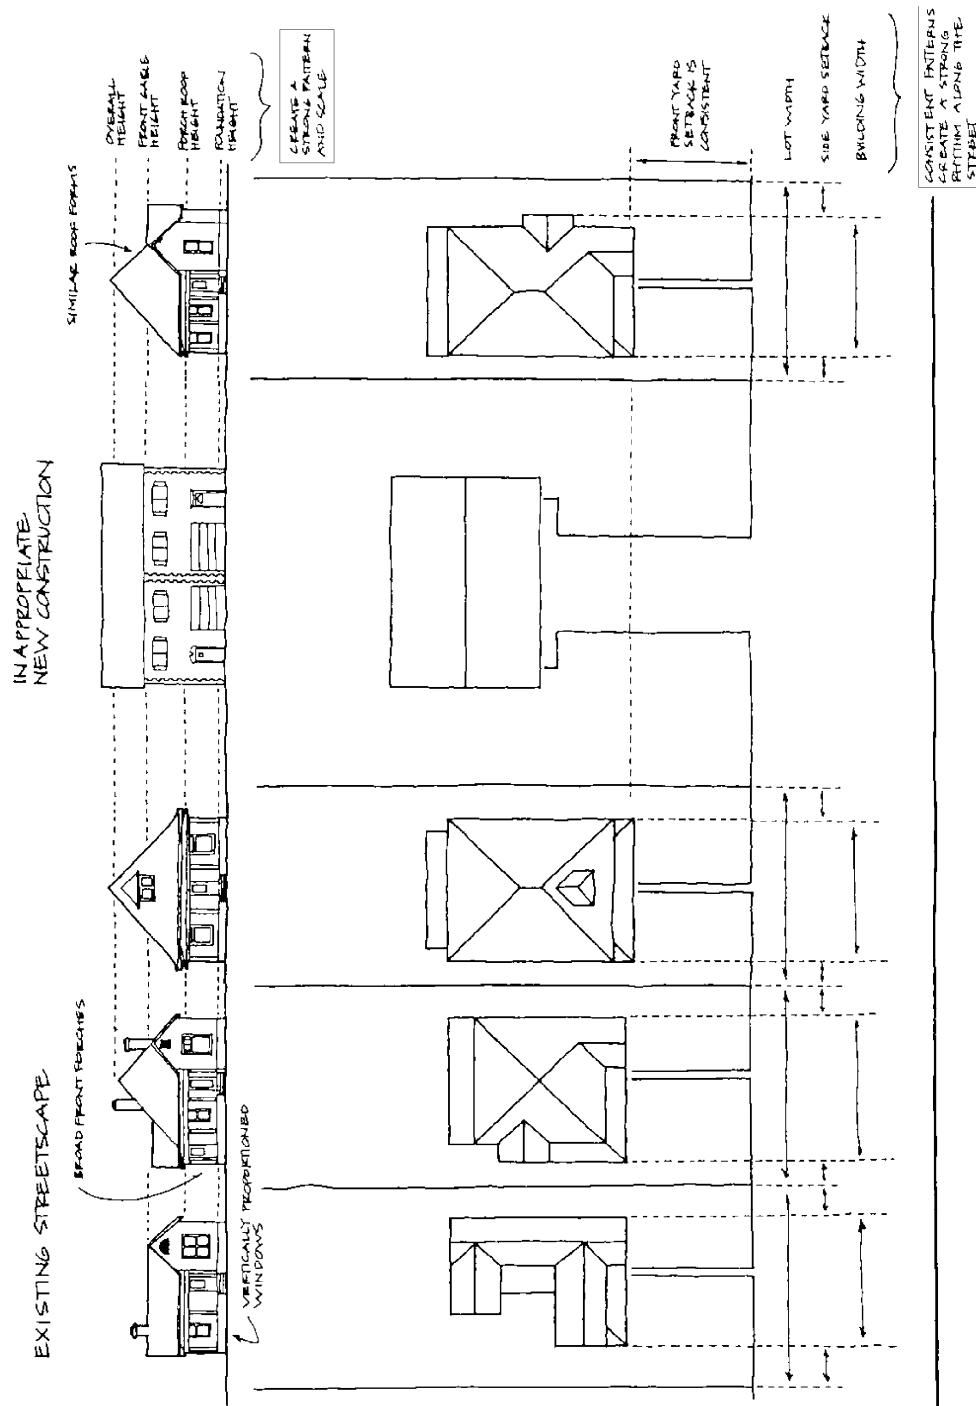 EXISTING STREETSCAPE
INAPPROPRIATE
NEW CONSTRUCTION
BROAD FRONT PORCHES
SIMILAR ROOF FORMS
OVERALL
HEIGHT
FRONT GABLE
HEIGHT
PORCH ROOF
HEIGHT
FOUNDATION
HEIGHT
CREATE A
STRONG PATTERN
AND SCALE
VERTICALLY PROPORTIONED
WINDOWS
FRONT YARD
SETBACK IS
CONSISTENT
LOT WIDTH
SIDE YARD SETBACK
BUILDING WIDTH
CONSISTENT PATTERNS
CREATE A STRONG
RHYTHM ALONG THE
STREET